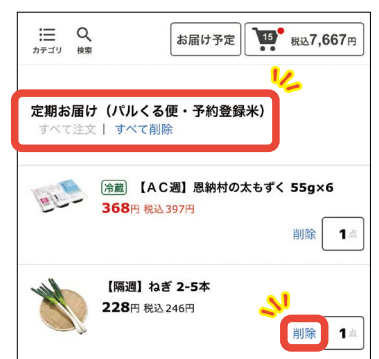 カテゴリ
検索
お届け予定
15
税込7,667円
定期お届け（パルくる便・予約登録米）
すべて注文 | すべて削除
冷蔵 【ＡＣ週】恩納村の太もずく 55g×6
368円 税込397円
削除 1点
【隔週】ねぎ 2-5本
228円 税込246円
削除 1点